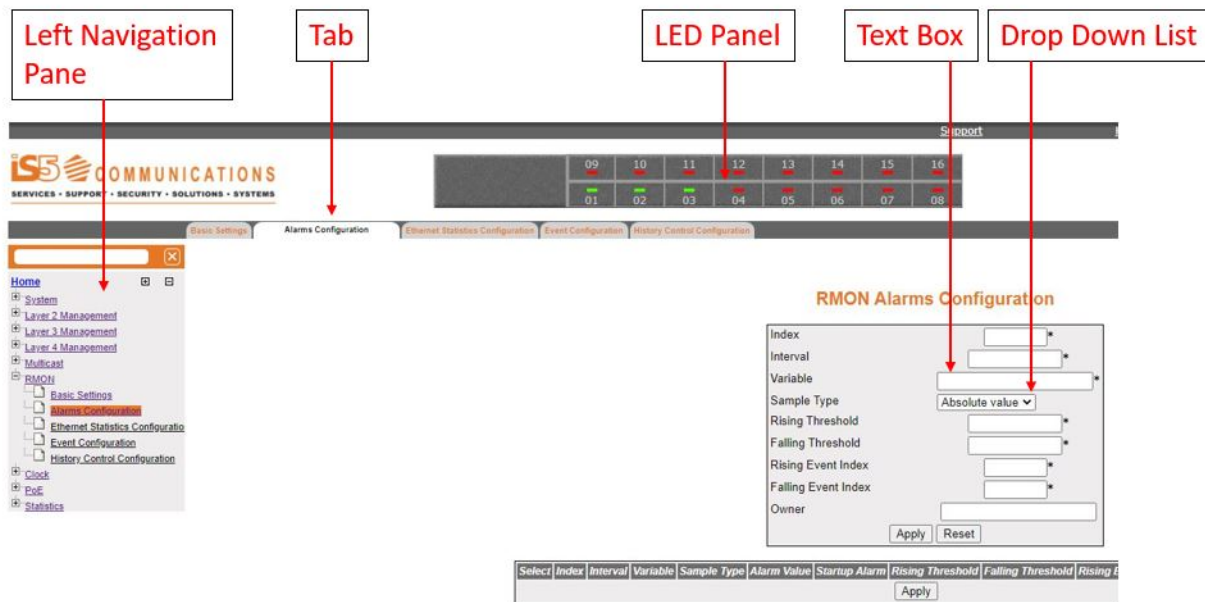 Left Navigation
Pane
Tab
LED Panel
Text Box
Drop Down List
Support
iS5 COMMUNICATIONS
SERVICES • SUPPORT • SECURITY • SOLUTIONS • SYSTEMS
09 10 11 12 13 14 15 16
01 02 03 04 05 06 07 08
Basic Settings Alarms Configuration Ethernet Statistics Configuration Event Configuration History Control Configuration
Home
System
Layer 2 Management
Layer 3 Management
Layer 4 Management
Multicast
RMON
Basic Settings
Alarms Configuration
Ethernet Statistics Configuratio
Event Configuration
History Control Configuration
Clock
PoE
Statistics
RMON Alarms Configuration
Index *
Interval *
Variable *
Sample Type Absolute value
Rising Threshold *
Falling Threshold *
Rising Event Index *
Falling Event Index *
Owner
Apply Reset
Select Index Interval Variable Sample Type Alarm Value Startup Alarm Rising Threshold Falling Threshold Rising E
Apply